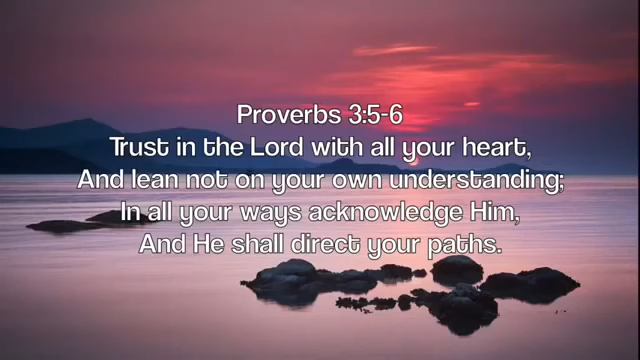 Proverbs 3:5-6
Trust in the Lord with all your heart,
And lean not on your own understanding;
In all your ways acknowledge Him,
And He shall direct your paths.